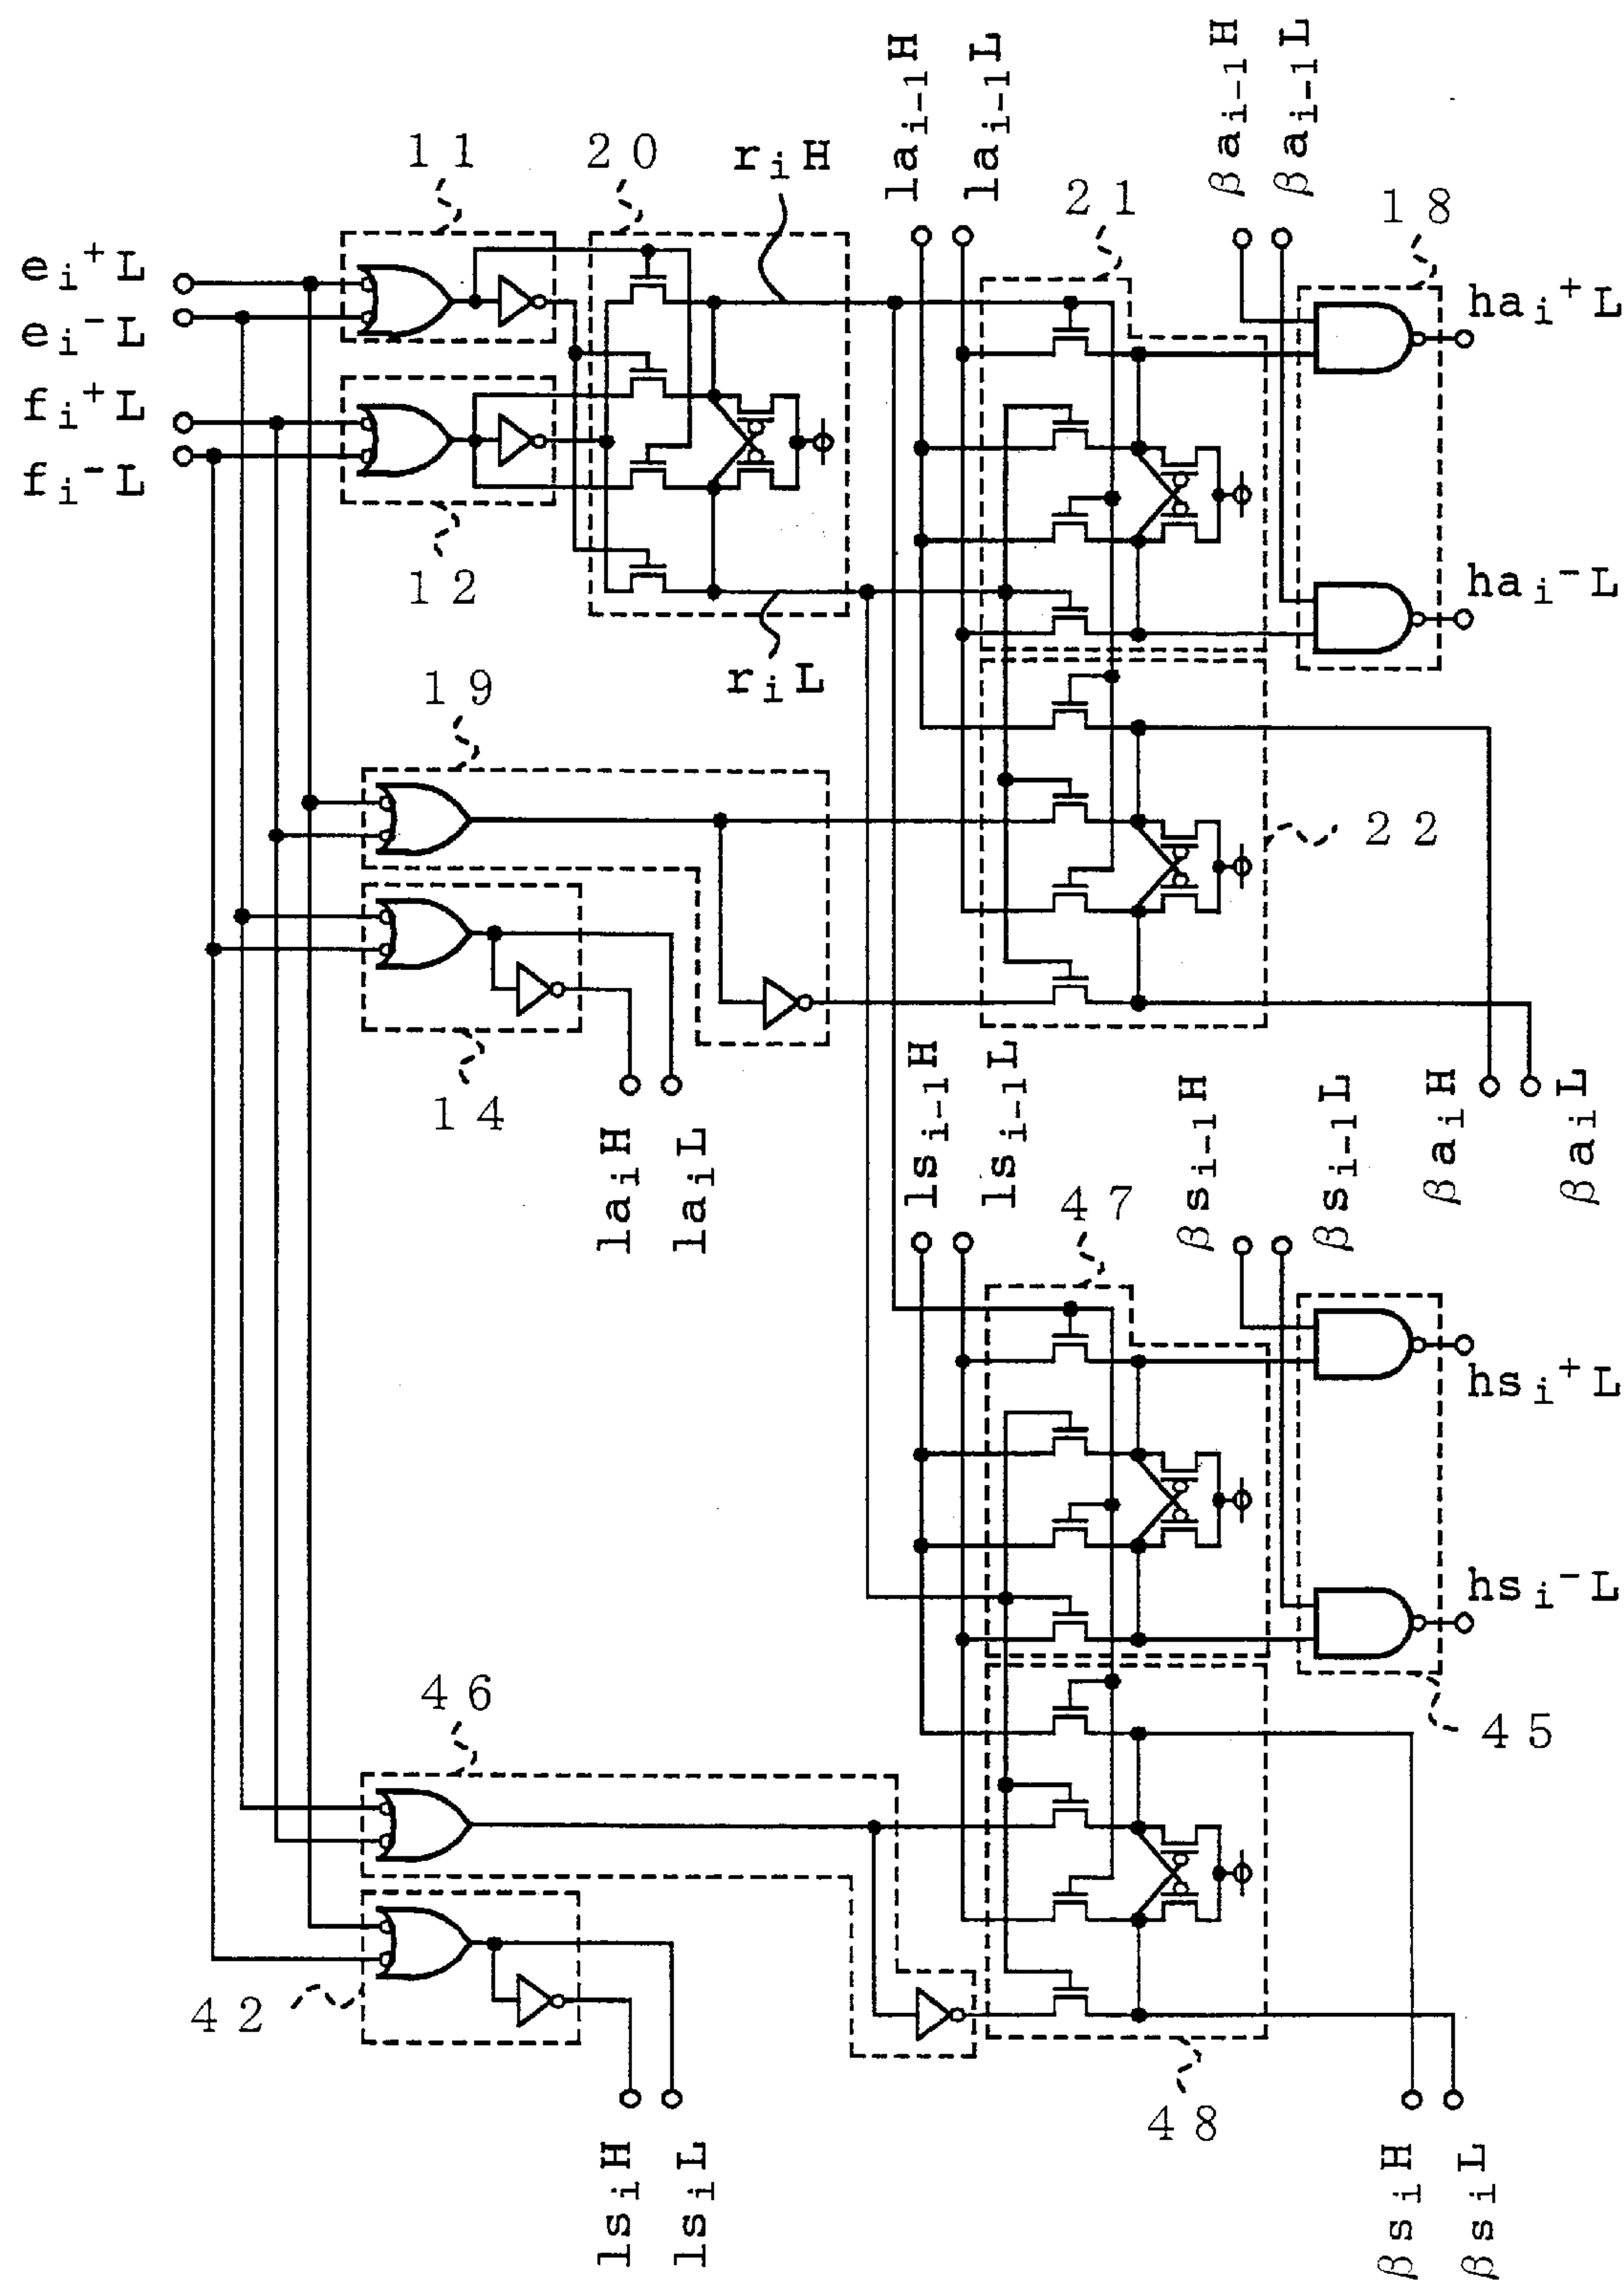 la_{i-1}H
la_{i-1}L
βa_{i-1}H
βa_{i-1}L
11
20
r_iH
21
18
e_i^+L
e_i^-L
f_i^+L
f_i^-L
ha_i^+L
ha_i^-L
12
r_iL
19
22
14
la_iH
la_iL
ls_{i-1}H
ls_{i-1}L
βs_{i-1}H
βs_{i-1}L
βa_iH
βa_iL
47
hs_i^+L
hs_i^-L
46
45
42
48
ls_iH
ls_iL
βs_iH
βs_iL